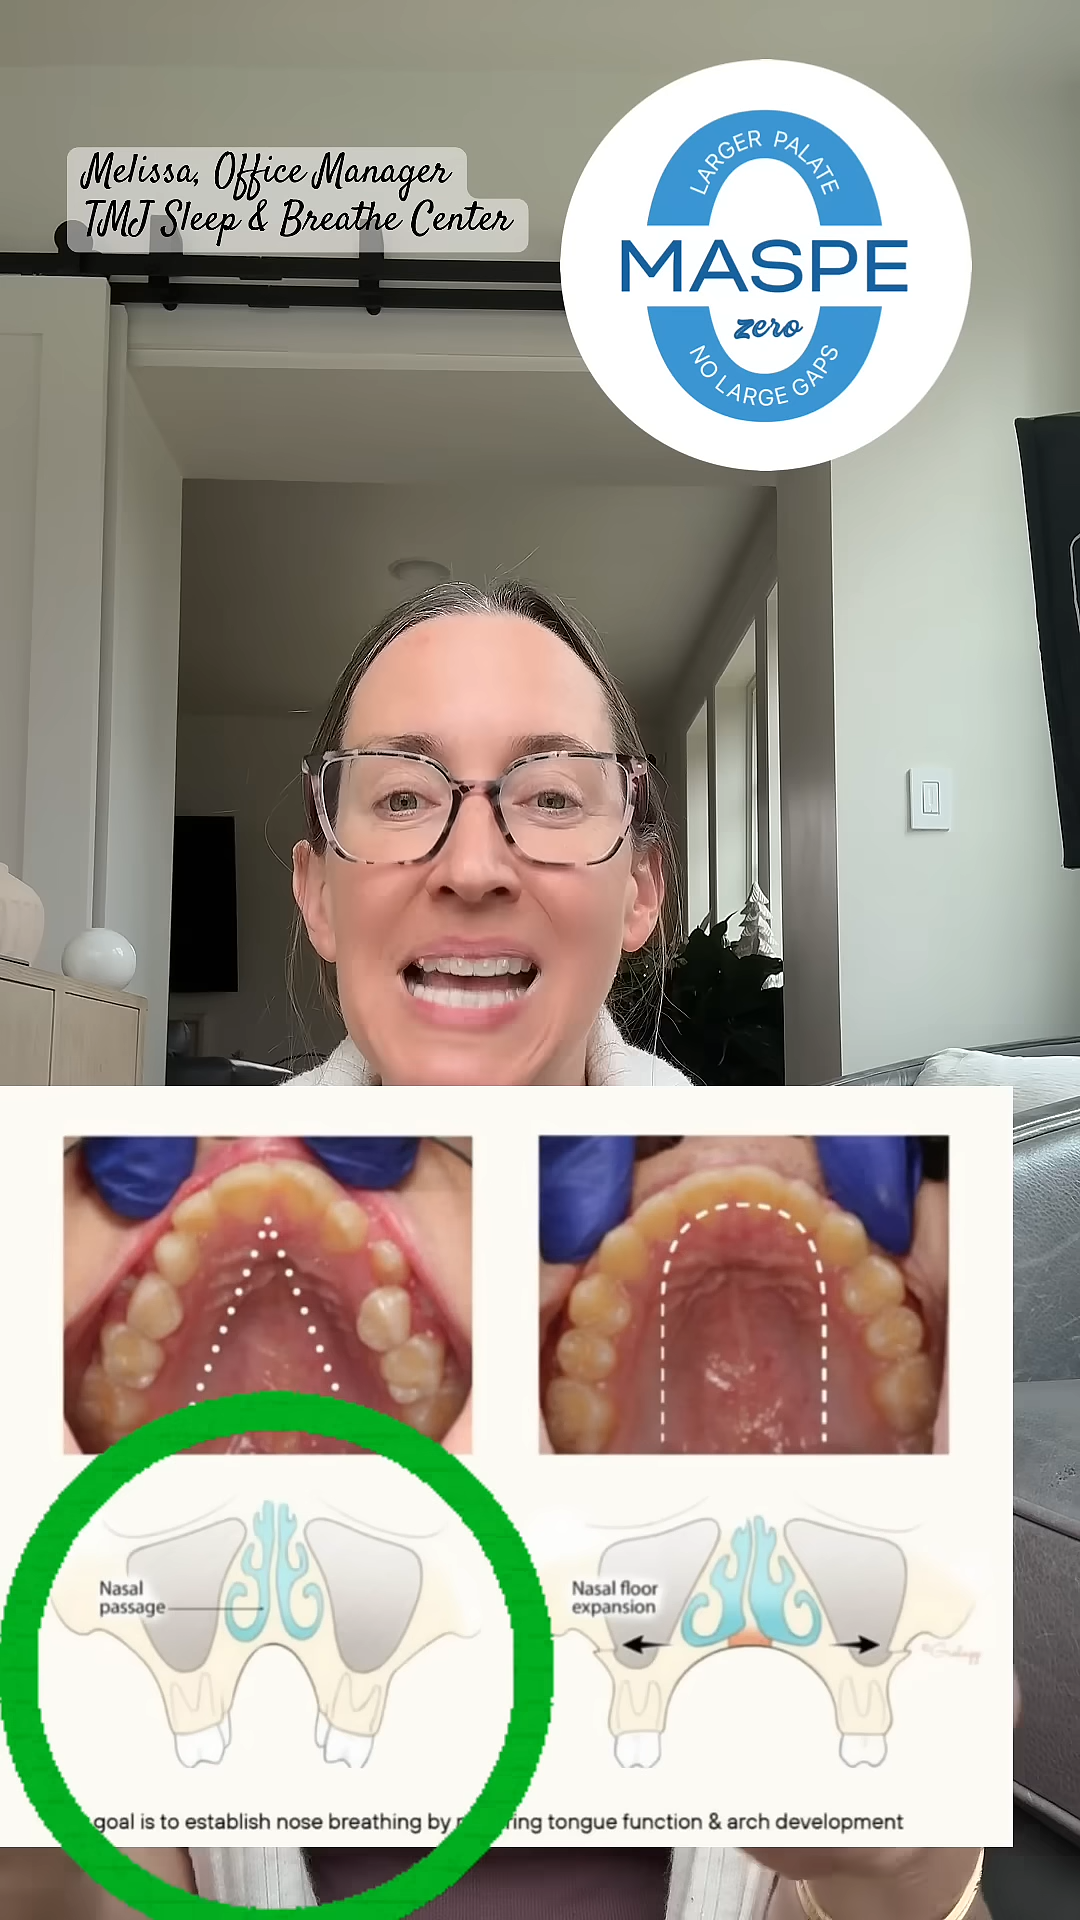 Melissa, Office Manager
TMJ Sleep & Breathe Center
LARGER PALATE
MASPE
zero
NO LARGE GAPS
Nasal
passage
Nasal floor
expansion
goal is to establish nose breathing by
ring tongue function & arch development